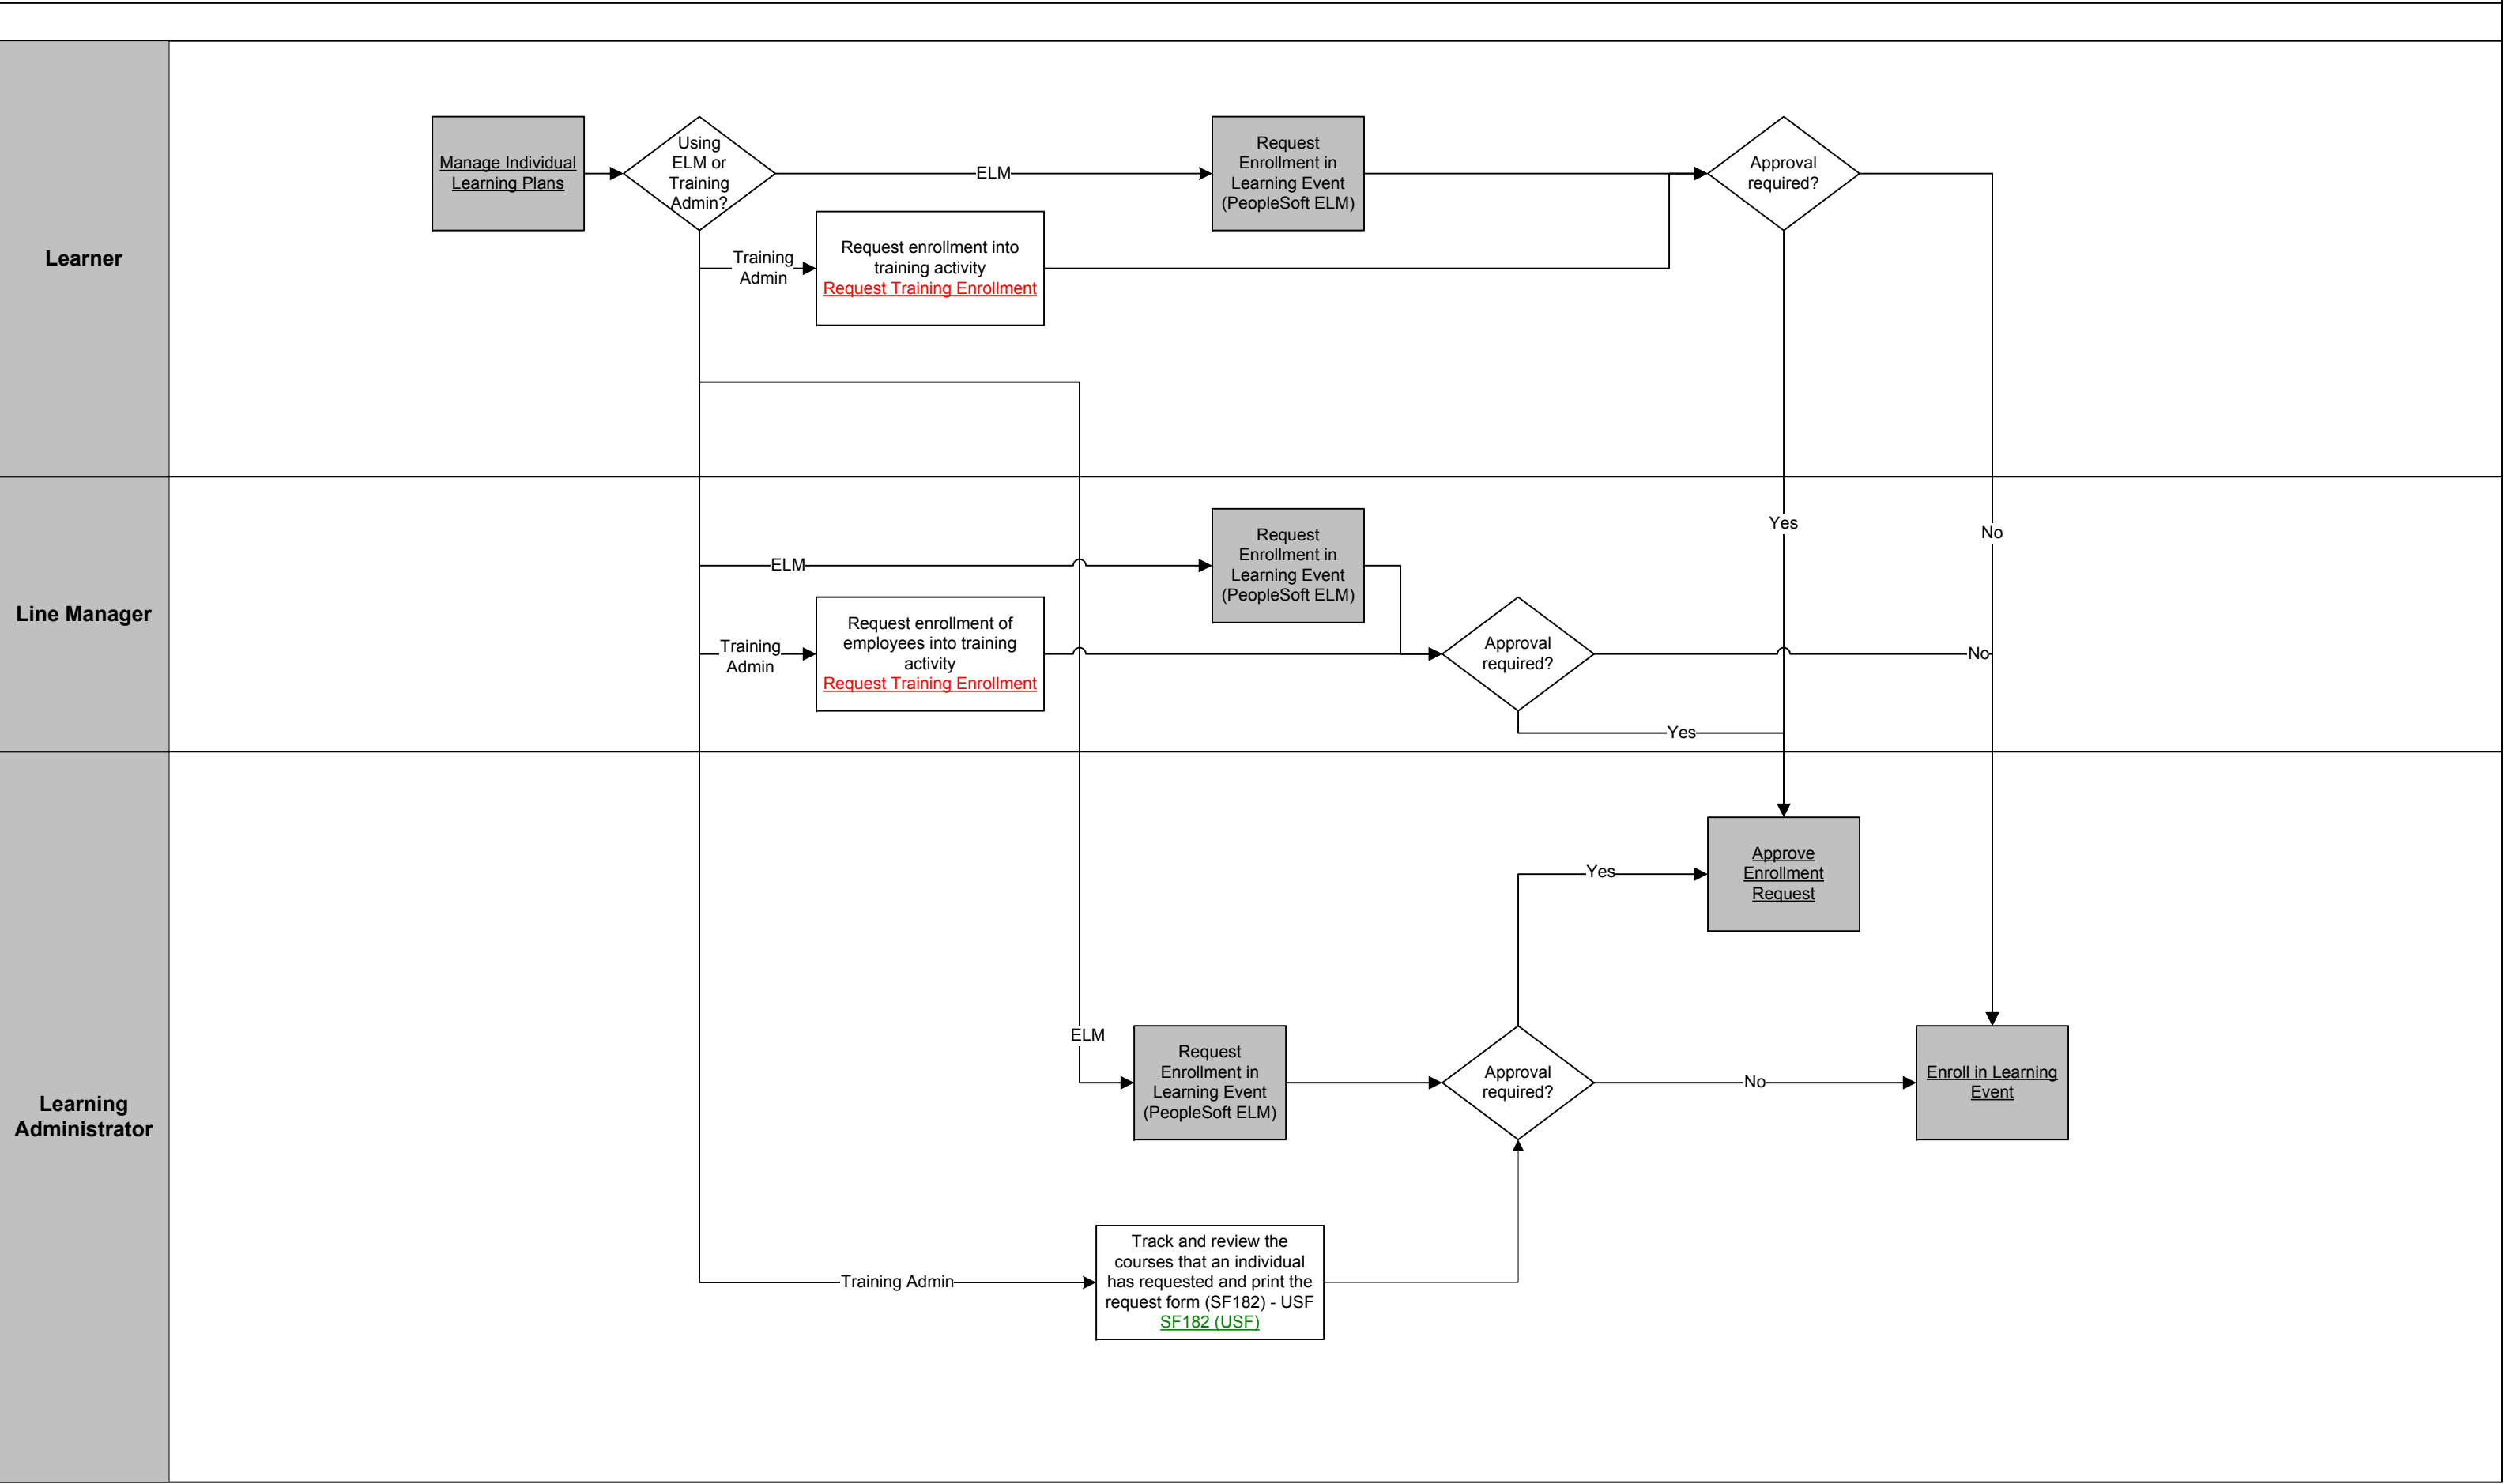 Learner
Manage Individual
Learning Plans
Using
ELM or
Training
Admin?
ELM
Request
Enrollment in
Learning Event
(PeopleSoft ELM)
Approval
required?
Training
Admin
Request enrollment into
training activity
Request Training Enrollment
Line Manager
ELM
Request
Enrollment in
Learning Event
(PeopleSoft ELM)
Yes
No
Training
Admin
Request enrollment of
employees into training
activity
Request Training Enrollment
Approval
required?
No
Yes
Learning
Administrator
Approve
Enrollment
Request
Yes
ELM
Request
Enrollment in
Learning Event
(PeopleSoft ELM)
Approval
required?
No
Enroll in Learning
Event
Training Admin
Track and review the
courses that an individual
has requested and print the
request form (SF182) - USF
SF182 (USF)